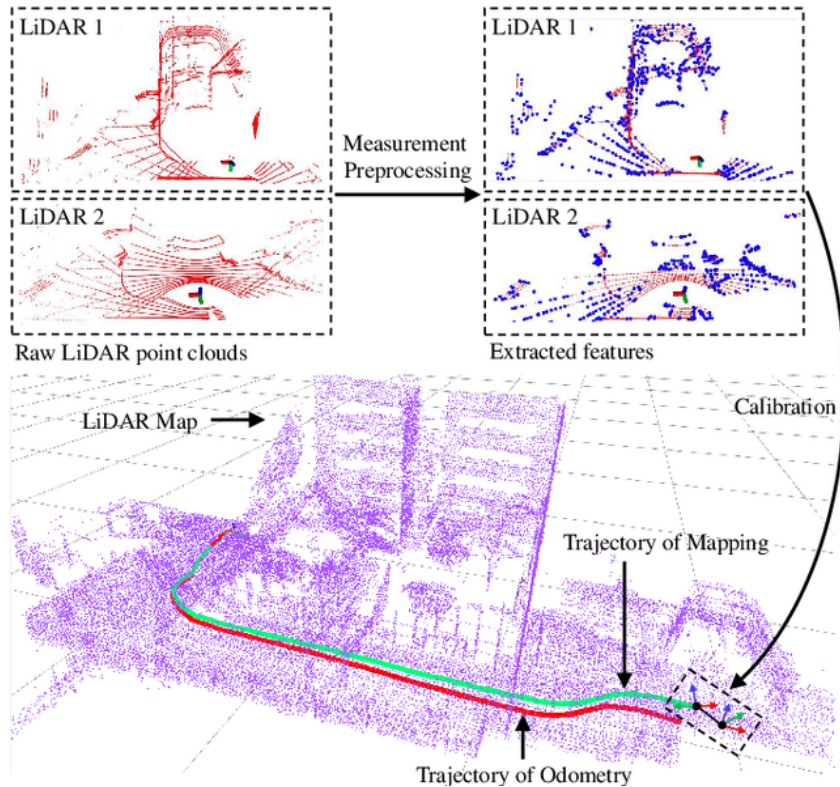 LiDAR 1
LiDAR 1
Measurement
Preprocessing
LiDAR 2
LiDAR 2
Raw LiDAR point clouds
Extracted features
Calibration
LiDAR Map
Trajectory of Mapping
Trajectory of Odometry